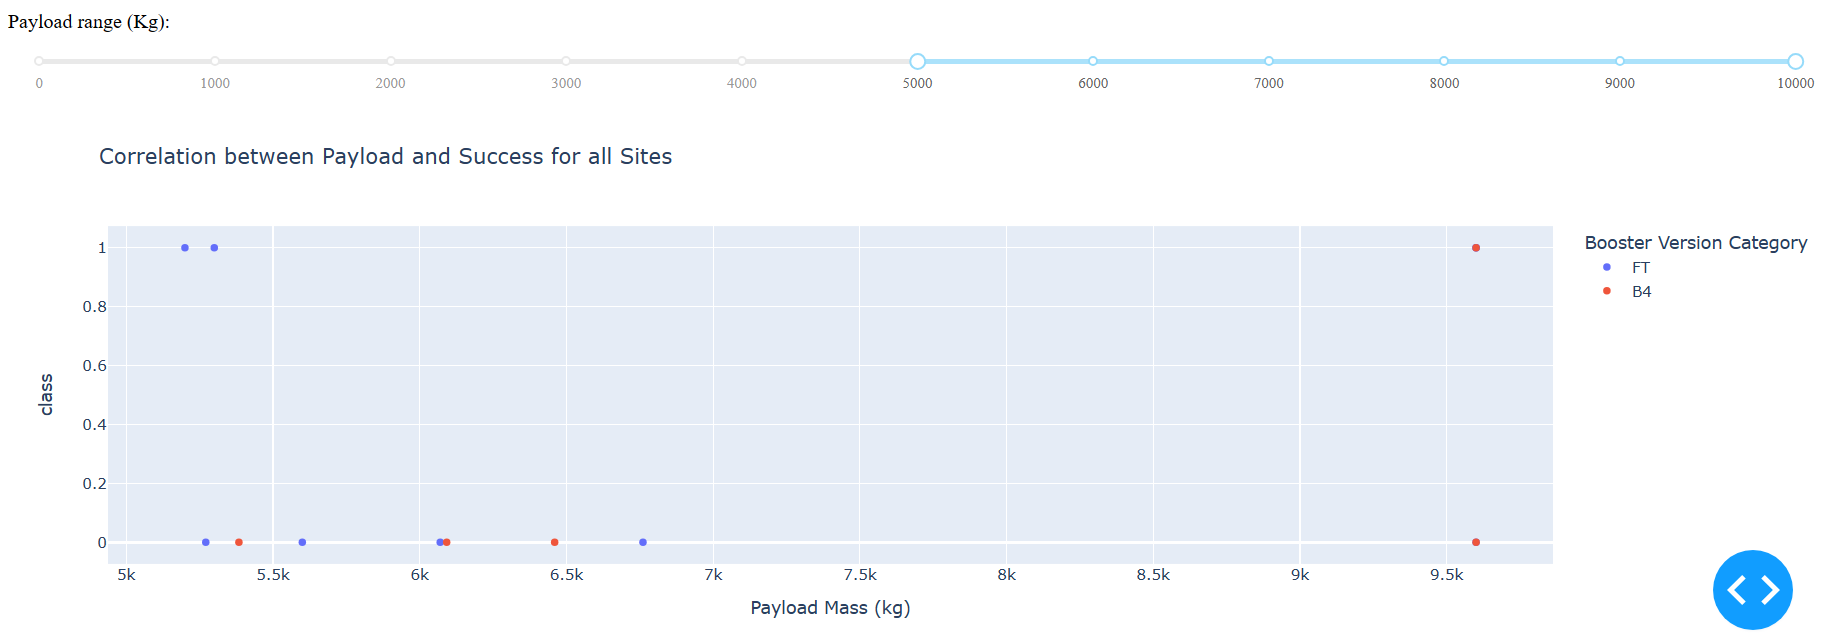 Payload range (Kg):
0 1000 2000 3000 4000 5000 6000 7000 8000 9000 10000
Correlation between Payload and Success for all Sites
Booster Version Category
FT
B4
1
0.8
0.6
0.4
0.2
0
class
5k 5.5k 6k 6.5k 7k 7.5k 8k 8.5k 9k 9.5k
Payload Mass (kg)